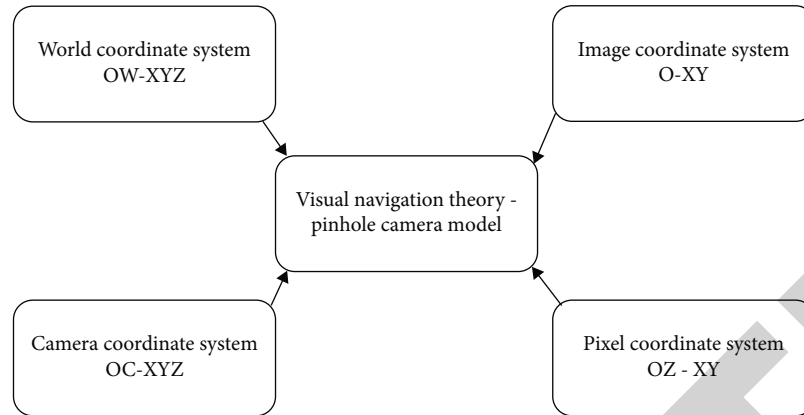 World coordinate system
OW-XYZ
Image coordinate system
O-XY
Visual navigation theory -
pinhole camera model
Camera coordinate system
OC-XYZ
Pixel coordinate system
OZ - XY